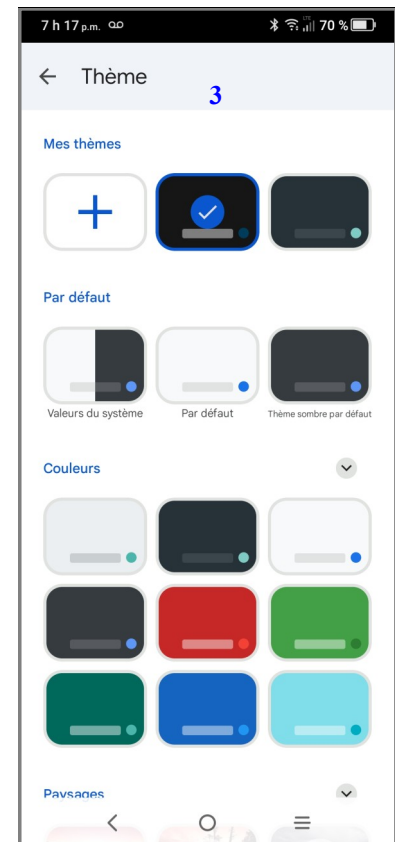 7 h 17 p.m.
LTE
70 %
Thème
3
Mes thèmes
Par défaut
Valeurs du système
Par défaut
Thème sombre par défaut
Couleurs
Paysages